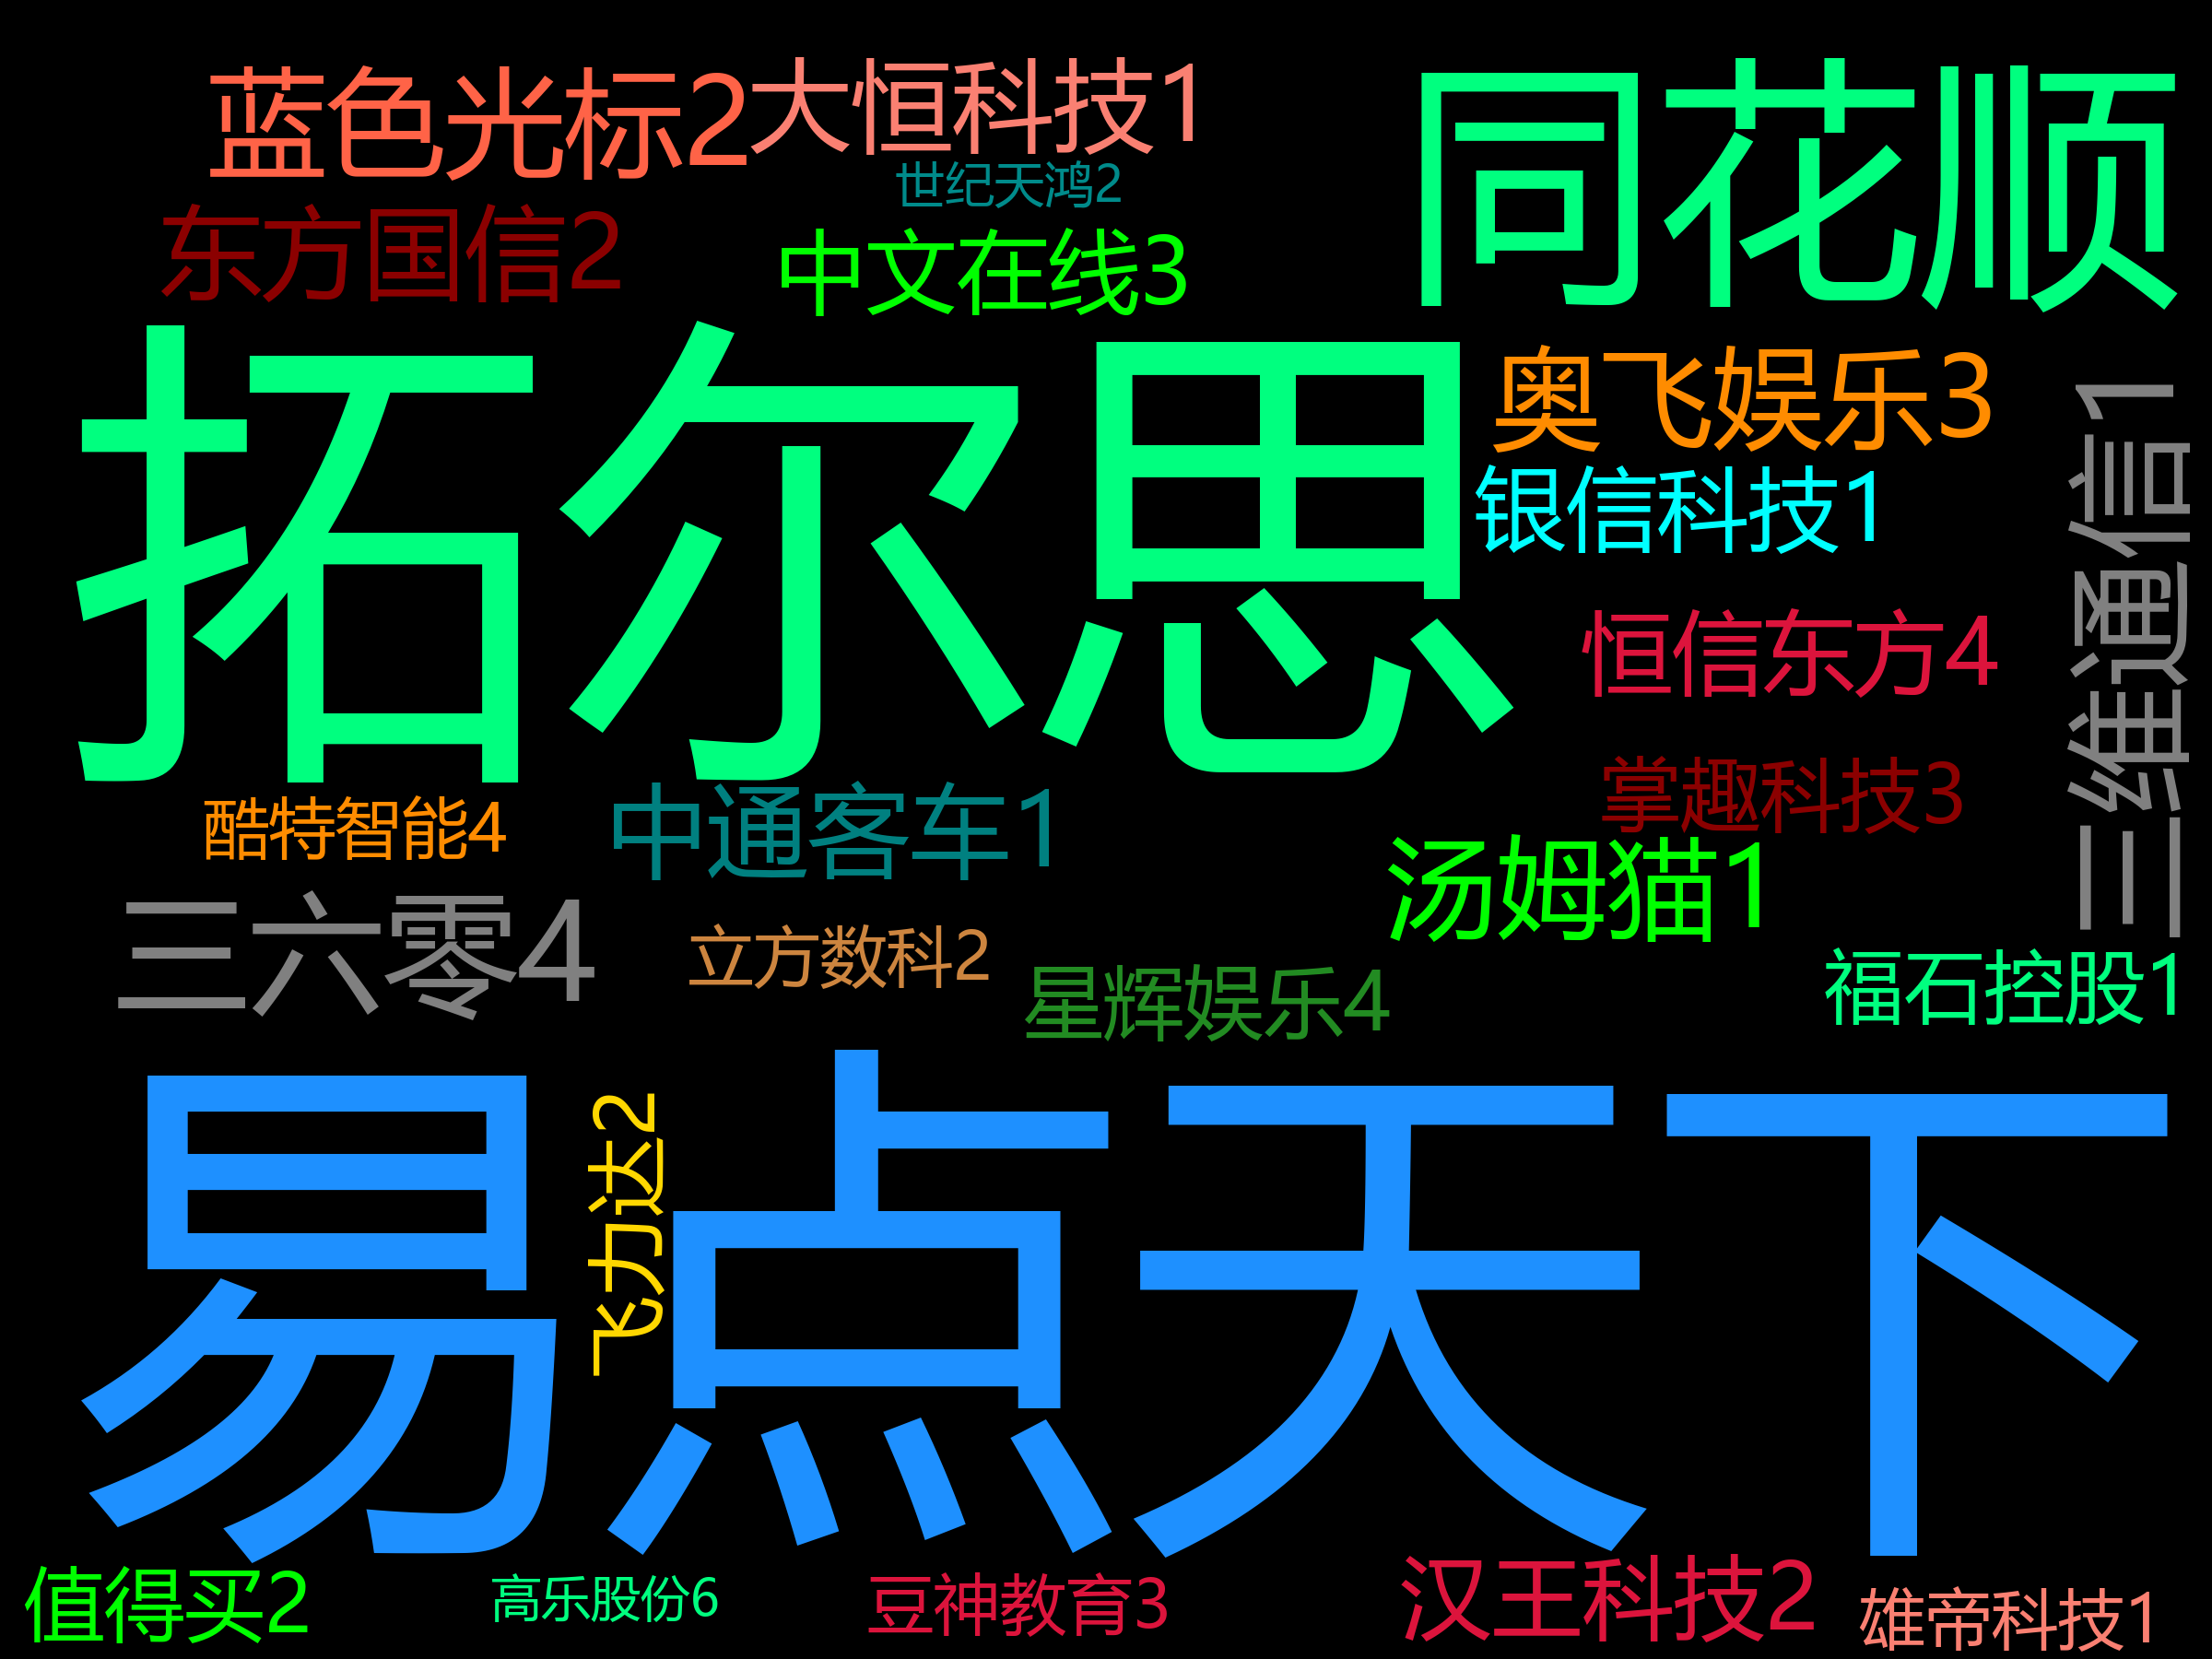 蓝色光标2
大恒科技1
同花顺
世纪天鸿2
东方国信2
中文在线3
拓尔思
奥飞娱乐3
银信科技1
三维通信1
恒信东方4
掌趣科技3
酷特智能4
中通客车1
汤姆猫1
三六零4
立方数科2
星辉娱乐4
福石控股1
易点天下
飞力达2
值得买2
高乐股份6
豆神教育3
汉王科技2
雄帝科技1